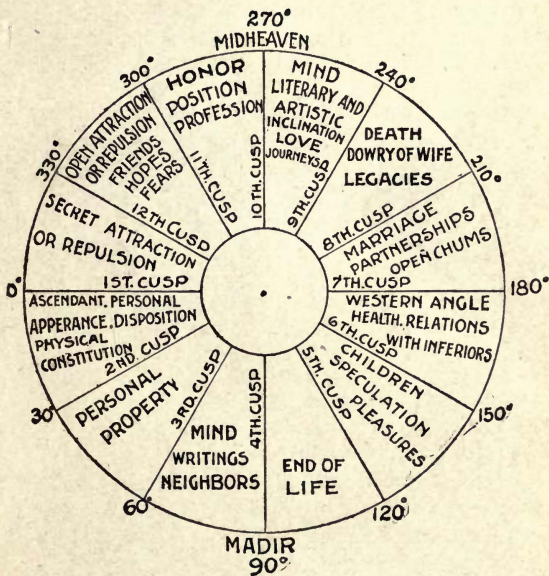 270°
MIDHEAVEN
300°
HONOR
POSITION
PROFESSION
11TH. CUSP
10TH. CUSP
MIND
LITERARY AND
ARTISTIC
INCLINATION
LOVE
JOURNEYS
9TH. CUSP
240°
DEATH
DOWRY OF WIFE
LEGACIES
210°
8TH. CUSP
MARRIAGE
PARTNERSHIPS
OPEN CHUMS
7TH. CUSP
180°
WESTERN ANGLE
HEALTH, RELATIONS
WITH INFERIORS
6TH. CUSP
150°
CHILDREN
SPECULATION
PLEASURES
5TH. CUSP
120°
END OF
LIFE
4TH. CUSP
MADIR
90°
MIND
WRITINGS
NEIGHBORS
3RD. CUSP
60°
PERSONAL
PROPERTY
2ND. CUSP
30°
ASCENDANT, PERSONAL
APPERANCE, DISPOSITION
PHYSICAL
CONSTITUTION
1ST. CUSP
0°
SECRET ATTRACTION
OR REPULSION
12TH CUSP
330°
OPEN ATTRACTION
OR REPULSION
FRIENDS
HOPES
FEARS